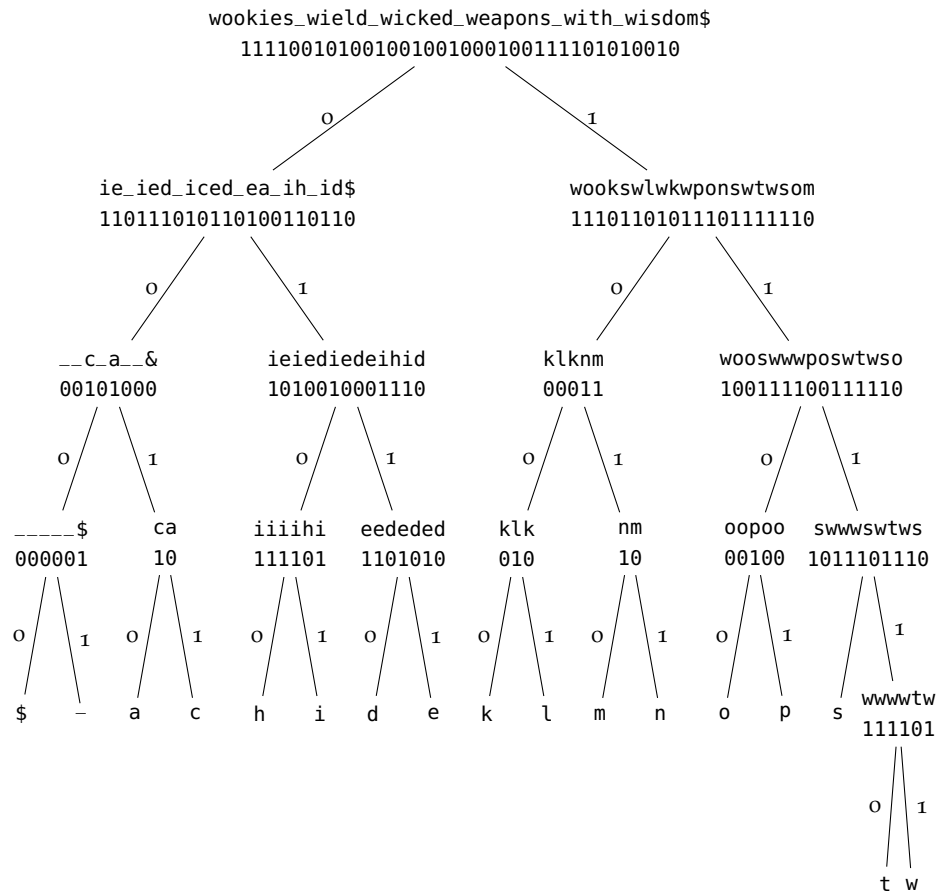 wookies_wield_wicked_weapons_with_wisdom$
111100101001001001000100111101010010
0 1
ie_ied_iced_ea_ih_id$ wookswlwkwponswtwsom
110111010110100110110 11101101011101111110
0 1 0 1
__c_a__& ieiediedeihid klknm wooswwwposwtwso
00101000 1010010001110 00011 100111100111110
0 1 0 1 0 1 0 1
_____$ ca iiiihi eededed klk nm oopoo swwwswtws
000001 10 111101 1101010 010 10 00100 1011101110
0 1 0 1 0 1 0 1 0 1 0 1 0 1 1
$ _ a c h i d e k l m n o p s wwwwtw
111101
0 1
t w